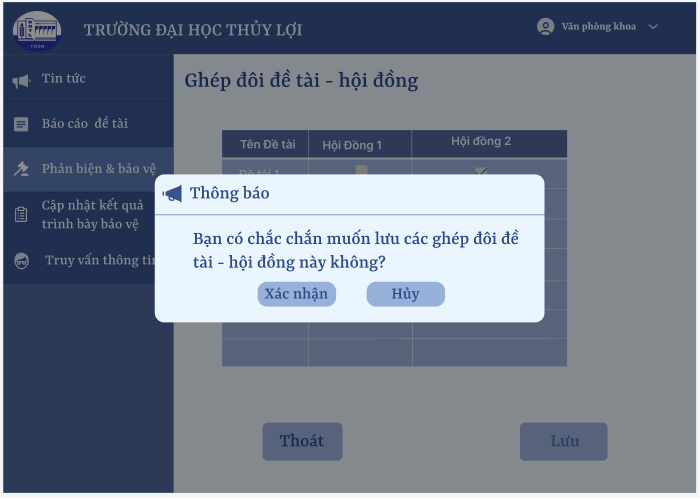 TRƯỜNG ĐẠI HỌC THỦY LỢI
Văn phòng khoa
Tin tức
Báo cáo đề tài
Phản biện & bảo vệ
Cập nhật kết quả
trình bày bảo vệ
Truy vấn thông tin
Ghép đôi đề tài - hội đồng
Tên Đề tài
Hội Đồng 1
Hội đồng 2
Đề tài 1
Thông báo
Bạn có chắc chắn muốn lưu các ghép đôi đề
tài - hội đồng này không?
Xác nhận
Hủy
Thoát
Lưu